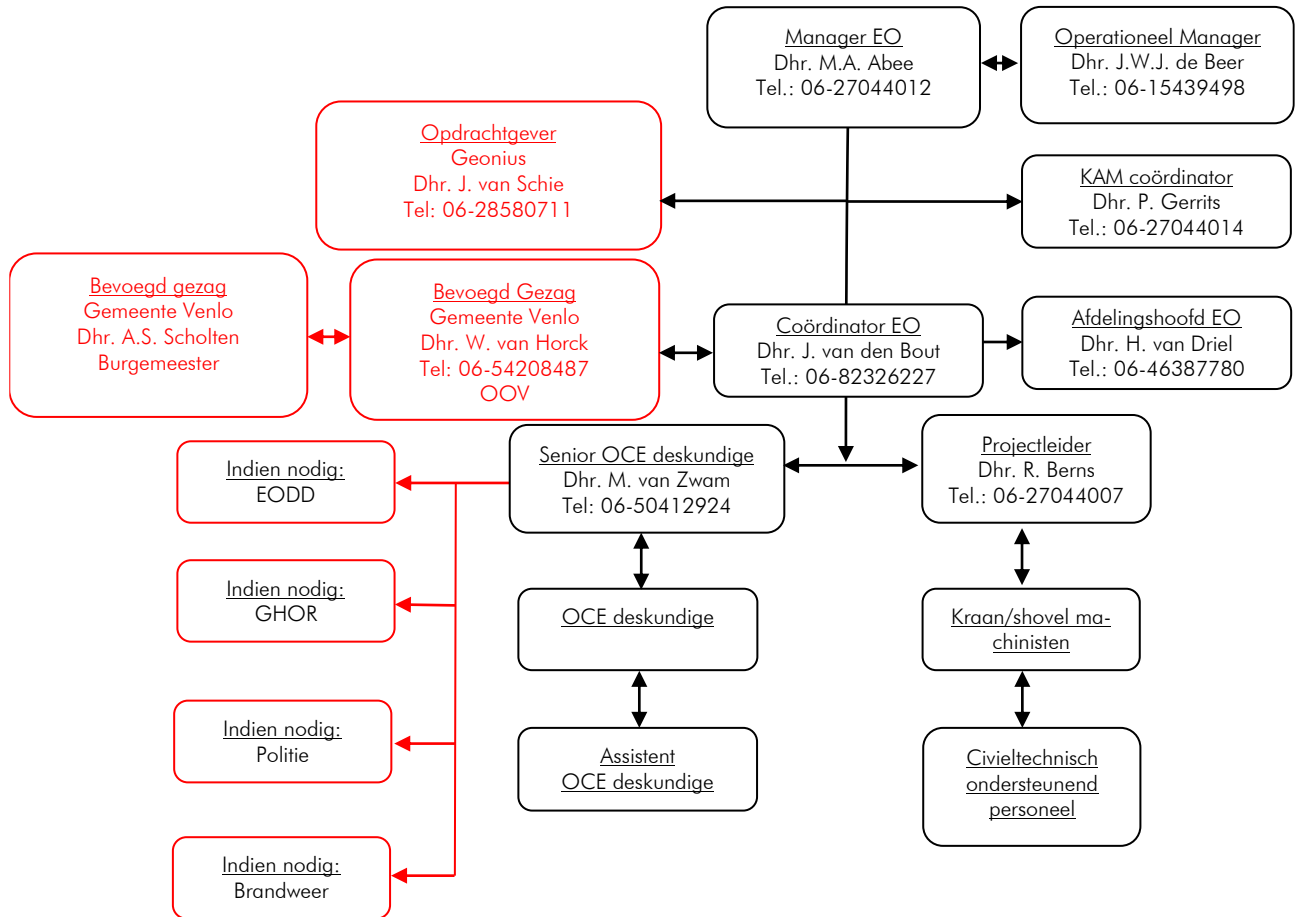 Manager EO
Dhr. M.A. Abee
Tel.: 06-27044012
Operationeel Manager
Dhr. J.W.J. de Beer
Tel.: 06-15439498
Opdrachtgever
Geonius
Dhr. J. van Schie
Tel: 06-28580711
KAM coördinator
Dhr. P. Gerrits
Tel.: 06-27044014
Bevoegd gezag
Gemeente Venlo
Dhr. A.S. Scholten
Burgemeester
Bevoegd Gezag
Gemeente Venlo
Dhr. W. van Horck
Tel: 06-54208487
OOV
Coördinator EO
Dhr. J. van den Bout
Tel.: 06-82326227
Afdelingshoofd EO
Dhr. H. van Driel
Tel.: 06-46387780
Indien nodig:
EODD
Senior OCE deskundige
Dhr. M. van Zwam
Tel: 06-50412924
Projectleider
Dhr. R. Berns
Tel.: 06-27044007
Indien nodig:
GHOR
OCE deskundige
Kraan/shovel ma-
chinisten
Indien nodig:
Politie
Assistent
OCE deskundige
Civieltechnisch
ondersteunend
personeel
Indien nodig:
Brandweer